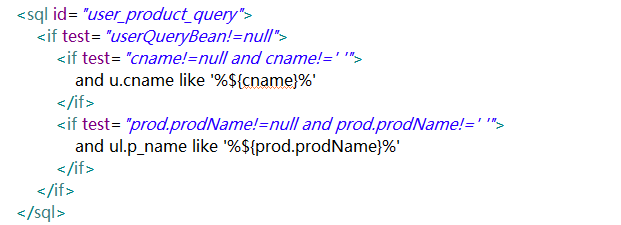 <sql id= "user_product_query">
<if test= "userQueryBean!=null">
<if test= "cname!=null and cname!=' '">
and u.cname like '%${cname}%'
</if>
<if test= "prod.prodName!=null and prod.prodName!=' '">
and ul.p_name like '%${prod.prodName}%'
</if>
</if>
</sql>